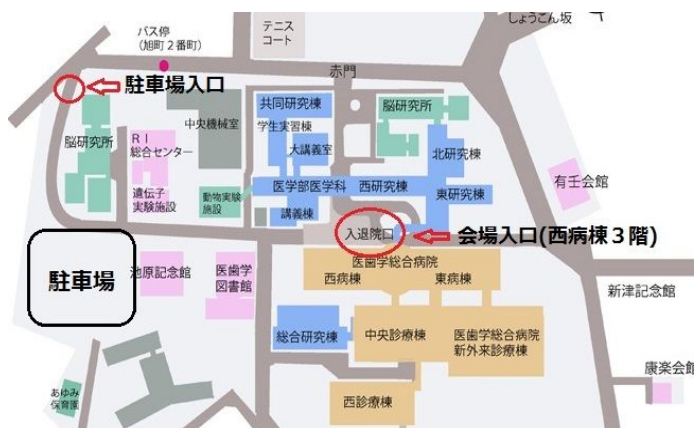 しょうこん坂
バス停
(旭町2番町)
テニス
コート
赤門
駐車場入口
共同研究棟
脳研究所
学生実習棟
中央機械室
脳研究所
RI
総合センター
大講義室
北研究棟
医学部医学科
西研究棟
東研究棟
有壬会館
遺伝子
実験施設
動物実験
施設
講義棟
入退院口
会場入口(西病棟3階)
医歯学総合病院
西病棟
東病棟
駐車場
池原記念館
医歯学
図書館
新津記念館
総合研究棟
中央診療棟
医歯学総合病院
新外来診療棟
康楽会館
あゆみ
保育園
西診療棟